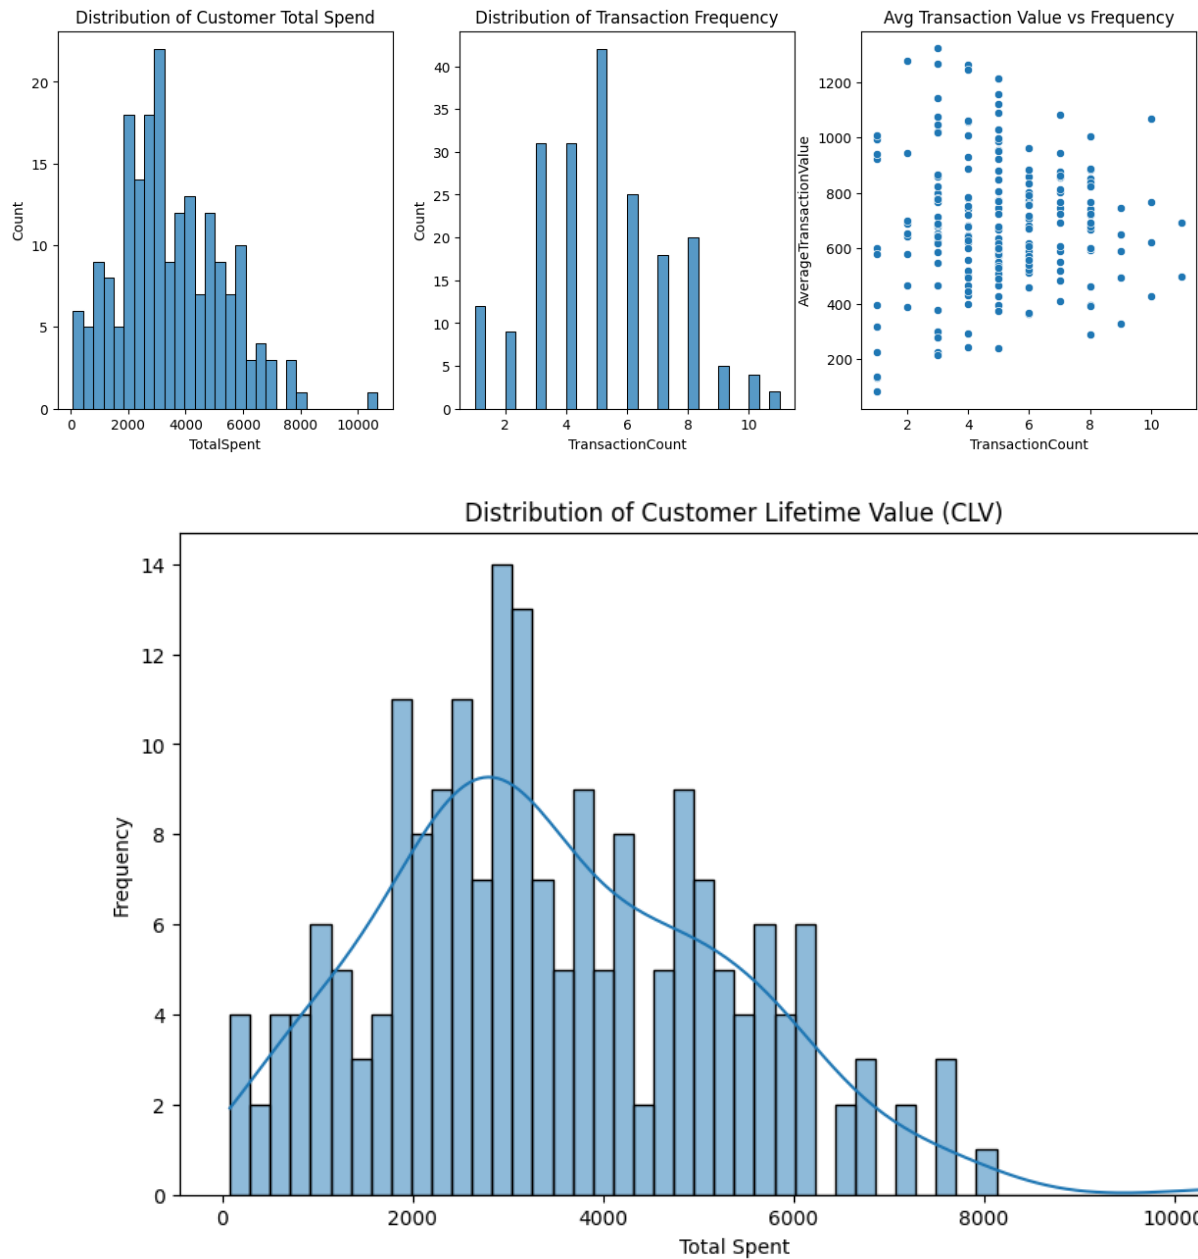 Distribution of Customer Total Spend
20
15
10
5
0
Count
0 2000 4000 6000 8000 10000
TotalSpent
Distribution of Transaction Frequency
40
35
30
25
20
15
10
5
0
Count
2 4 6 8 10
TransactionCount
Avg Transaction Value vs Frequency
1200
1000
800
600
400
200
AverageTransactionValue
2 4 6 8 10
TransactionCount
Distribution of Customer Lifetime Value (CLV)
14
12
10
8
6
4
2
0
Frequency
0 2000 4000 6000 8000 1000
Total Spent